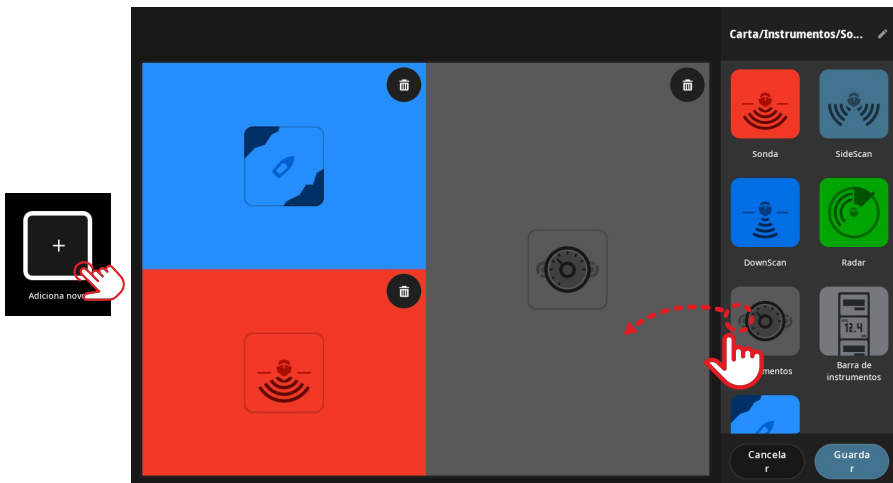 Carta/Instrumentos/So...
Sonda
SideScan
DownScan
Radar
+
Adiciona nov
12.4
mentos
Barra de
instrumentos
Cancela
r
Guarda
r